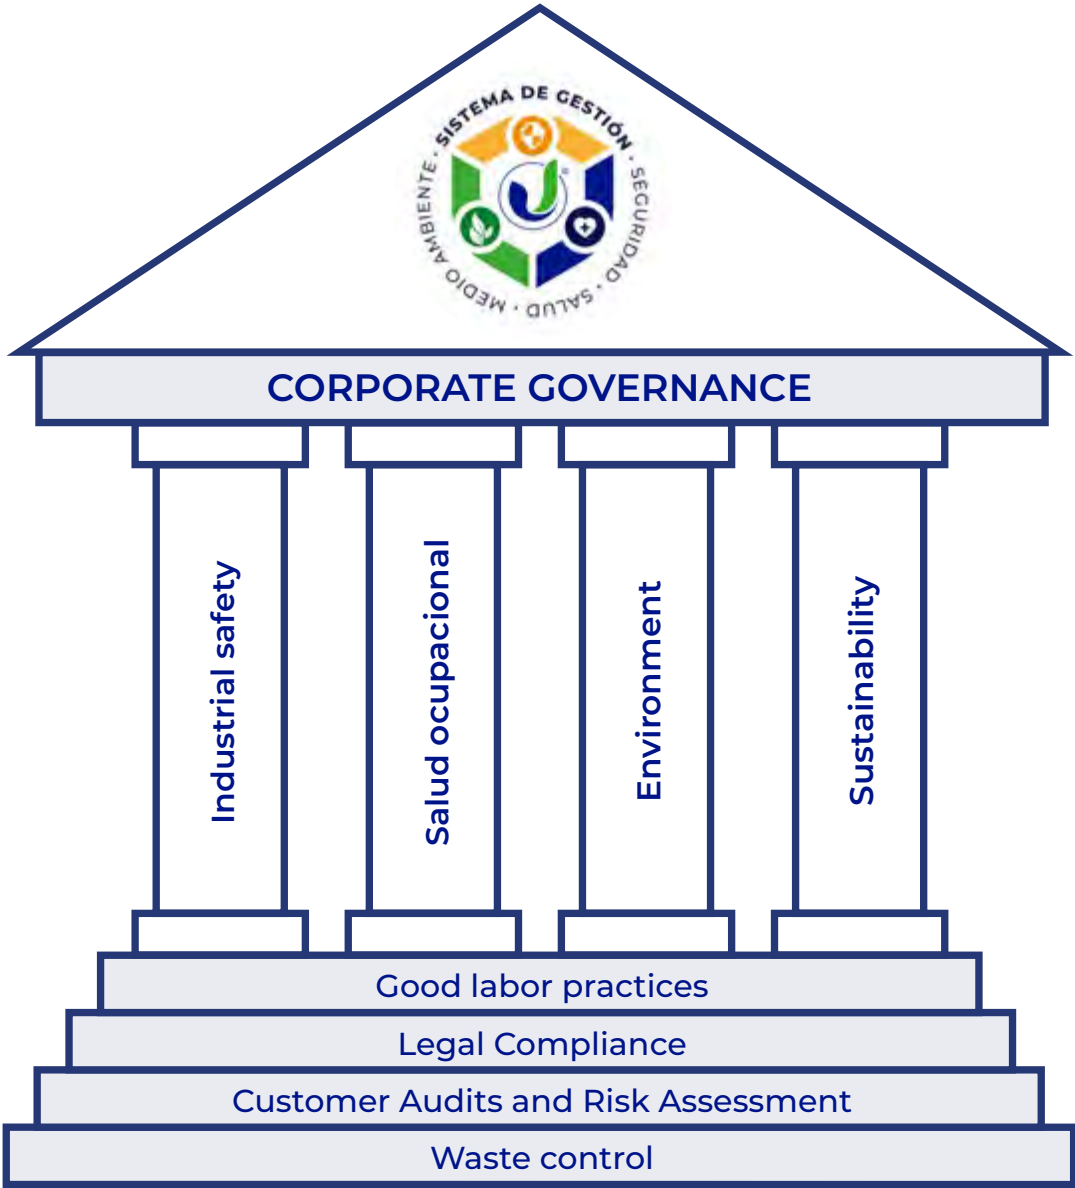 SISTEMA DE GESTIÓN · SEGURIDAD · SALUD · MEDIO AMBIENTE ·
CORPORATE GOVERNANCE
Industrial safety
Salud ocupacional
Environment
Sustainability
Good labor practices
Legal Compliance
Customer Audits and Risk Assessment
Waste control